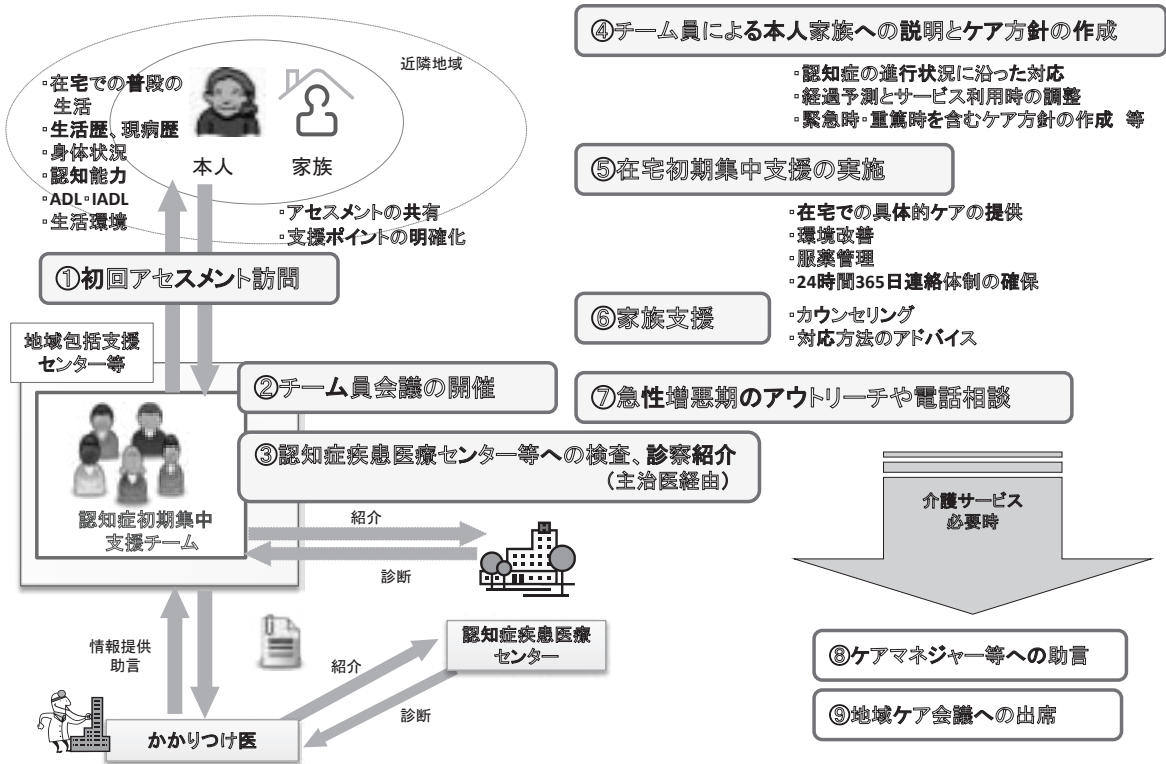 近隣地域
・在宅での普段の
生活
・生活歴、現病歴
・身体状況
・認知能力
・ADL・IADL
・生活環境
本人
家族
・アセスメントの共有
・支援ポイントの明確化
①初回アセスメント訪問
地域包括支援
センター等
②チーム員会議の開催
③認知症疾患医療センター等への検査、診察紹介
（主治医経由）
認知症初期集中
支援チーム
紹介
診断
情報提供
助言
紹介
診断
認知症疾患医療
センター
かかりつけ医
④チーム員による本人家族への説明とケア方針の作成
・認知症の進行状況に沿った対応
・経過予測とサービス利用時の調整
・緊急時・重篤時を含むケア方針の作成　等
⑤在宅初期集中支援の実施
・在宅での具体的ケアの提供
・環境改善
・服薬管理
・24時間365日連絡体制の確保
⑥家族支援
・カウンセリング
・対応方法のアドバイス
⑦急性増悪期のアウトリーチや電話相談
介護サービス
必要時
⑧ケアマネジャー等への助言
⑨地域ケア会議への出席